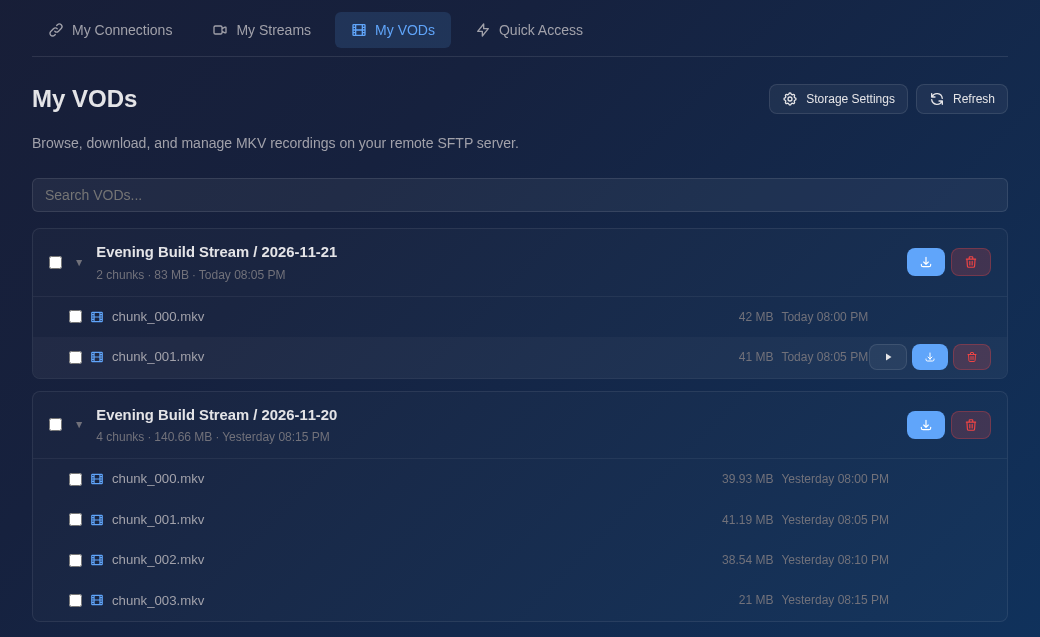 My Connections My Streams My VODs Quick Access
My VODs
Storage Settings Refresh
Browse, download, and manage MKV recordings on your remote SFTP server.
Search VODs...
Evening Build Stream / 2026-11-21
2 chunks · 83 MB · Today 08:05 PM
chunk_000.mkv 42 MB Today 08:00 PM
chunk_001.mkv 41 MB Today 08:05 PM
Evening Build Stream / 2026-11-20
4 chunks · 140.66 MB · Yesterday 08:15 PM
chunk_000.mkv 39.93 MB Yesterday 08:00 PM
chunk_001.mkv 41.19 MB Yesterday 08:05 PM
chunk_002.mkv 38.54 MB Yesterday 08:10 PM
chunk_003.mkv 21 MB Yesterday 08:15 PM